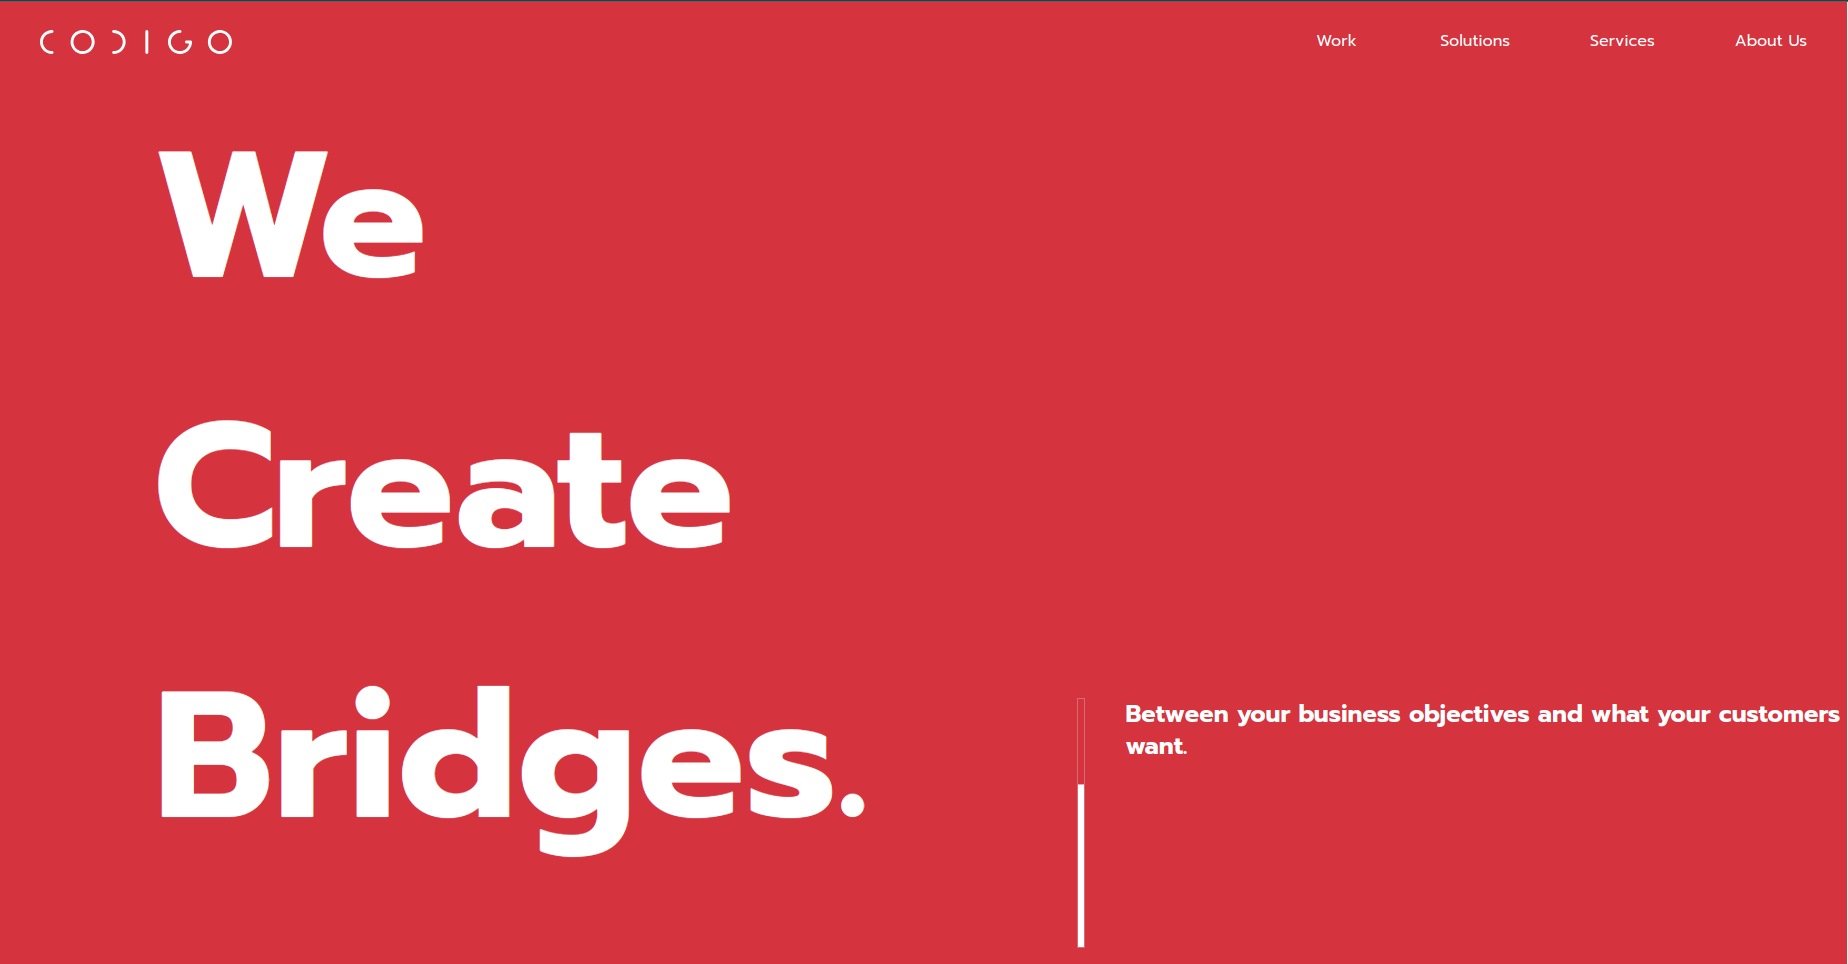 CODIGO
Work Solutions Services About Us
We
Create
Bridges.
Between your business objectives and what your customers
want.